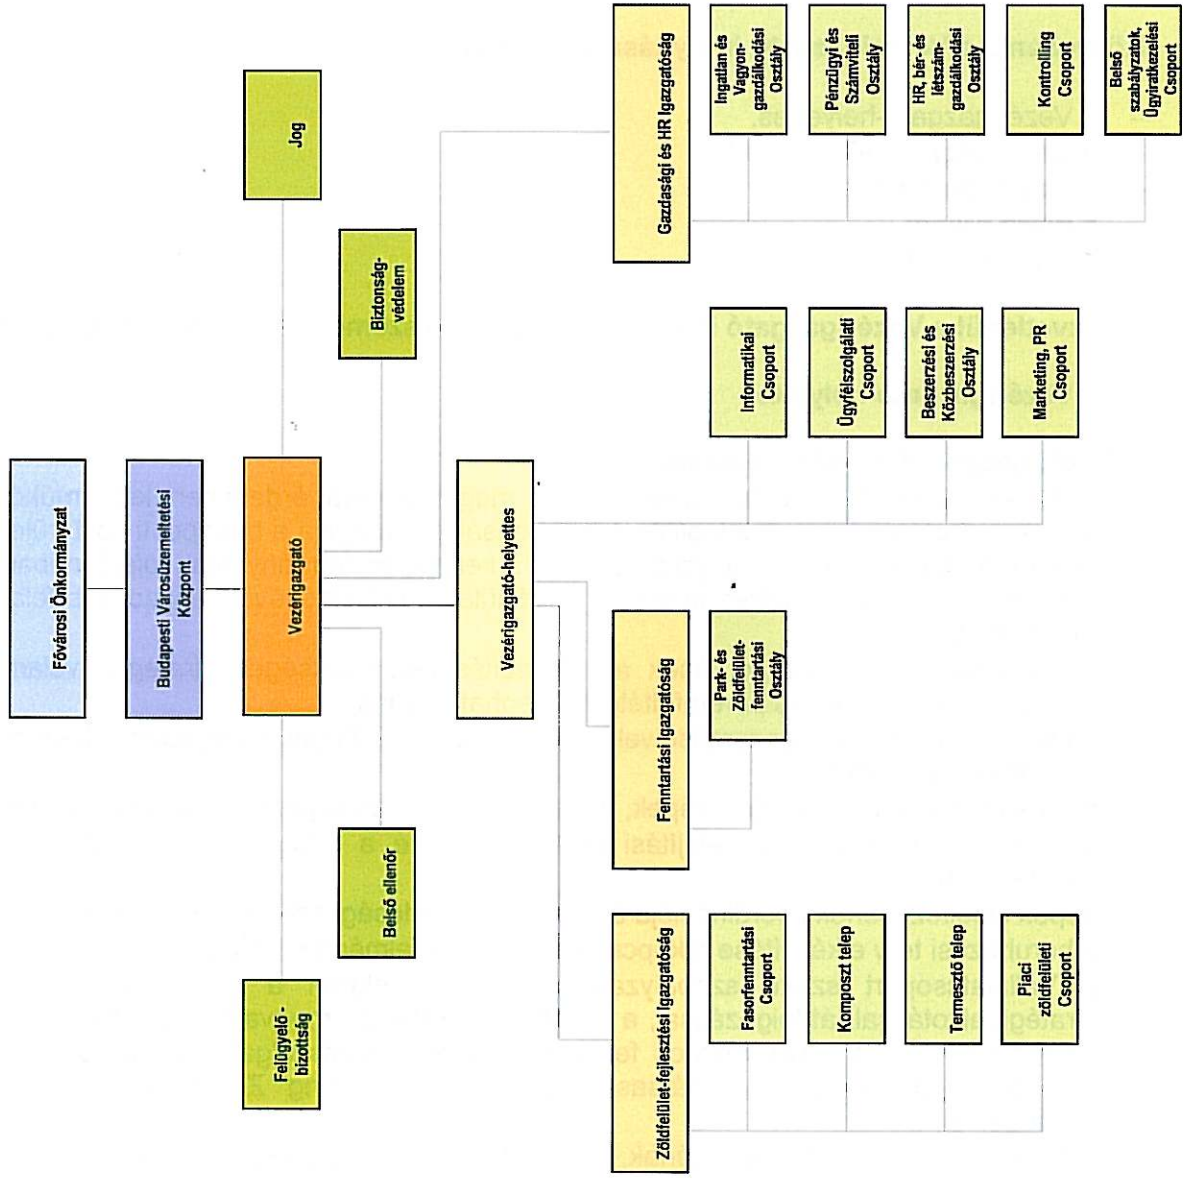 Fővárosi Önkormányzat
Budapesti Városüzemeltetési
Központ
Felügyelő -
bizottság
Vezérigazgató
Jog
Belső ellenőr
Biztonság-
védelem
Vezérigazgató-helyettes
Zöldfelület-fejlesztési Igazgatóság
Fasorfenntartási
Csoport
Komposzt telep
Termesztő telep
Piaci
zöldfelületi
Csoport
Fenntartási Igazgatóság
Park- és
Zöldfelület-
fenntartási
Osztály
Informatikai
Csoport
Ügyfélszolgálati
Csoport
Beszerzési és
Közbeszerzési
Osztály
Marketing, PR
Csoport
Gazdasági és HR Igazgatóság
Ingatlan és
Vagyon-
gazdálkodási
Osztály
Pénzügyi és
Számviteli
Osztály
HR, bér- és
létszám-
gazdálkodási
Osztály
Kontrolling
Csoport
Belső
szabályzatok,
Ügyiratkezelési
Csoport